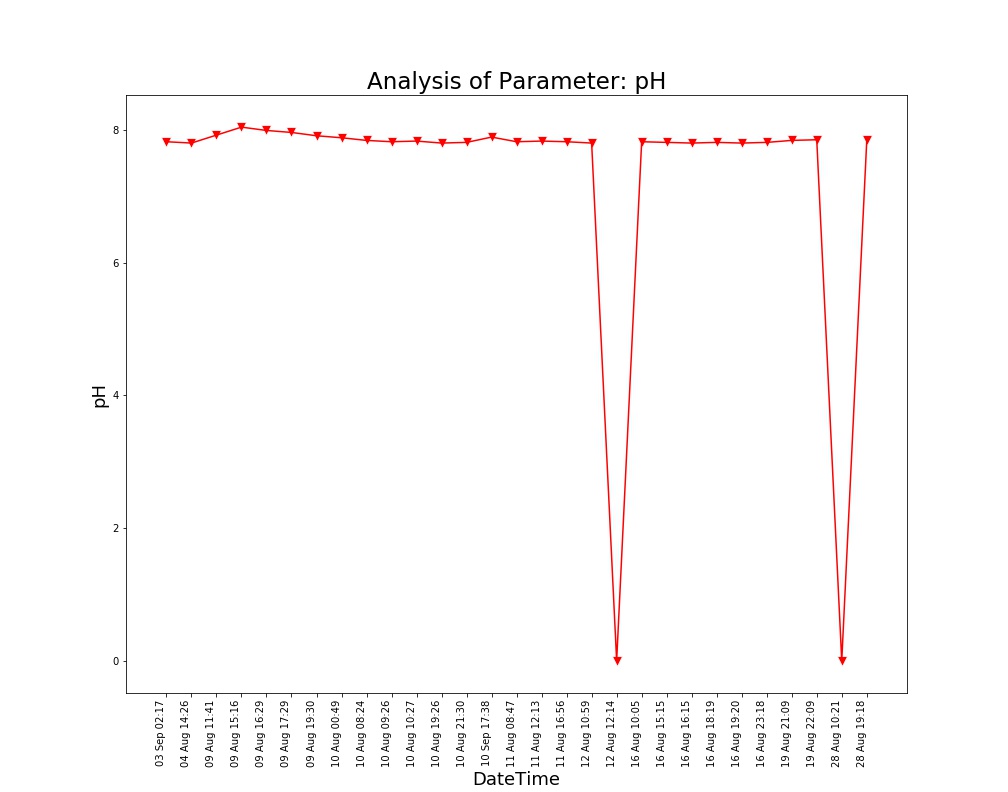 Analysis of Parameter: pH
pH
8
6
4
2
0
03 Sep 02:17
04 Aug 14:26
09 Aug 11:41
09 Aug 15:16
09 Aug 16:29
09 Aug 17:29
09 Aug 19:30
10 Aug 00:49
10 Aug 08:24
10 Aug 09:26
10 Aug 10:27
10 Aug 19:26
10 Aug 21:30
10 Sep 17:38
11 Aug 08:47
11 Aug 12:13
11 Aug 16:56
12 Aug 10:59
12 Aug 12:14
16 Aug 10:05
16 Aug 15:15
16 Aug 16:15
16 Aug 18:19
16 Aug 19:20
16 Aug 23:18
19 Aug 21:09
19 Aug 22:09
28 Aug 10:21
28 Aug 19:18
DateTime